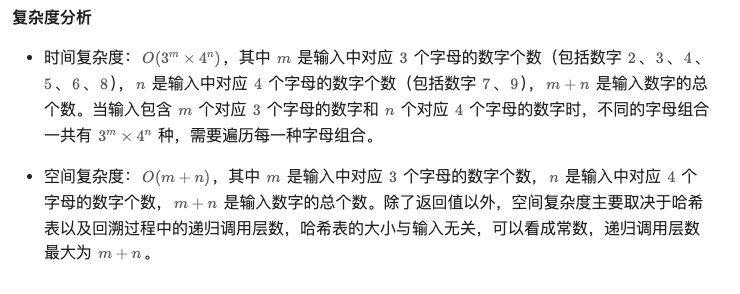 复杂度分析
• 时间复杂度：O(3^m × 4^n)，其中 m 是输入中对应 3 个字母的数字个数（包括数字 2、3、4、
5、6、8），n 是输入中对应 4 个字母的数字个数（包括数字 7、9），m + n 是输入数字的总
个数。当输入包含 m 个对应 3 个字母的数字和 n 个对应 4 个字母的数字时，不同的字母组合
一共有 3^m × 4^n 种，需要遍历每一种字母组合。
• 空间复杂度：O(m + n)，其中 m 是输入中对应 3 个字母的数字个数，n 是输入中对应 4 个
字母的数字个数，m + n 是输入数字的总个数。除了返回值以外，空间复杂度主要取决于哈希
表以及回溯过程中的递归调用层数，哈希表的大小与输入无关，可以看成常数，递归调用层数
最大为 m + n。